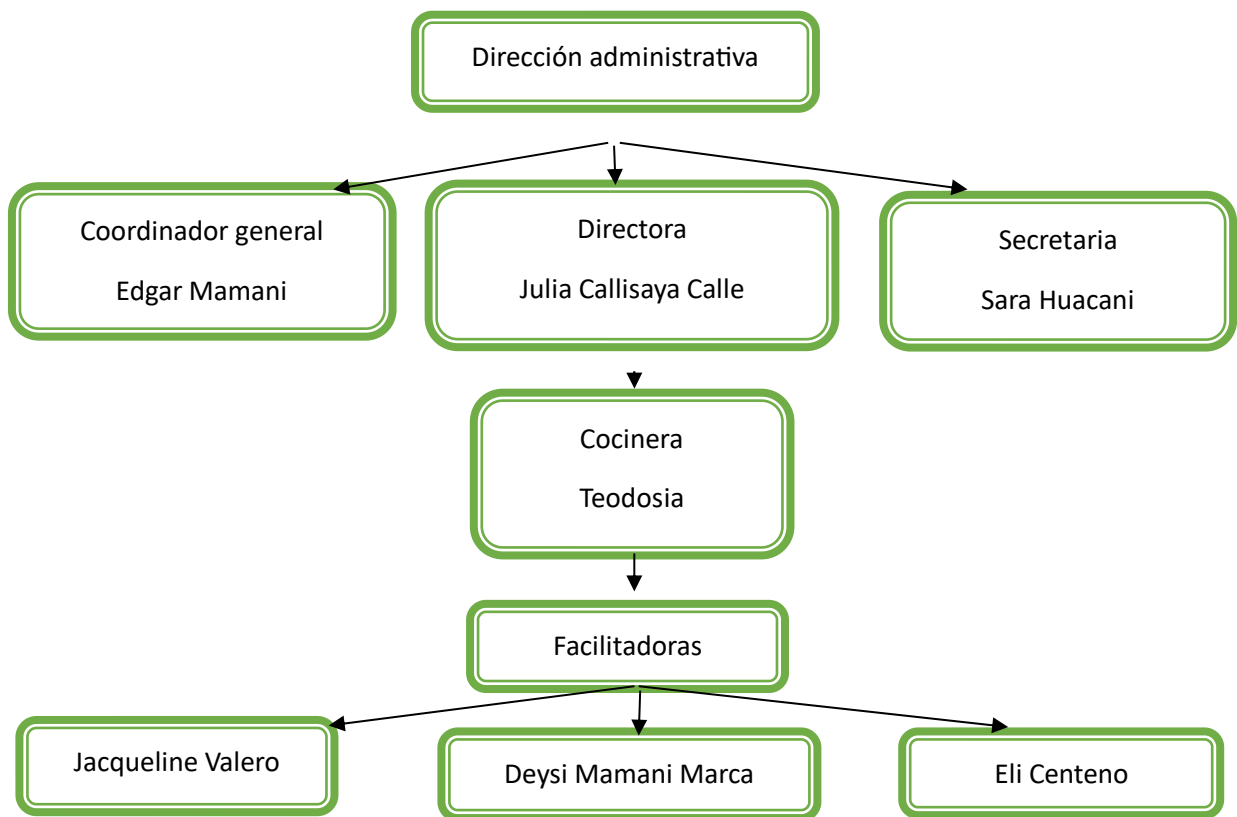 Dirección administrativa
Coordinador general
Edgar Mamani
Directora
Julia Callisaya Calle
Secretaria
Sara Huacani
Cocinera
Teodosia
Facilitadoras
Jacqueline Valero
Deysi Mamani Marca
Eli Centeno